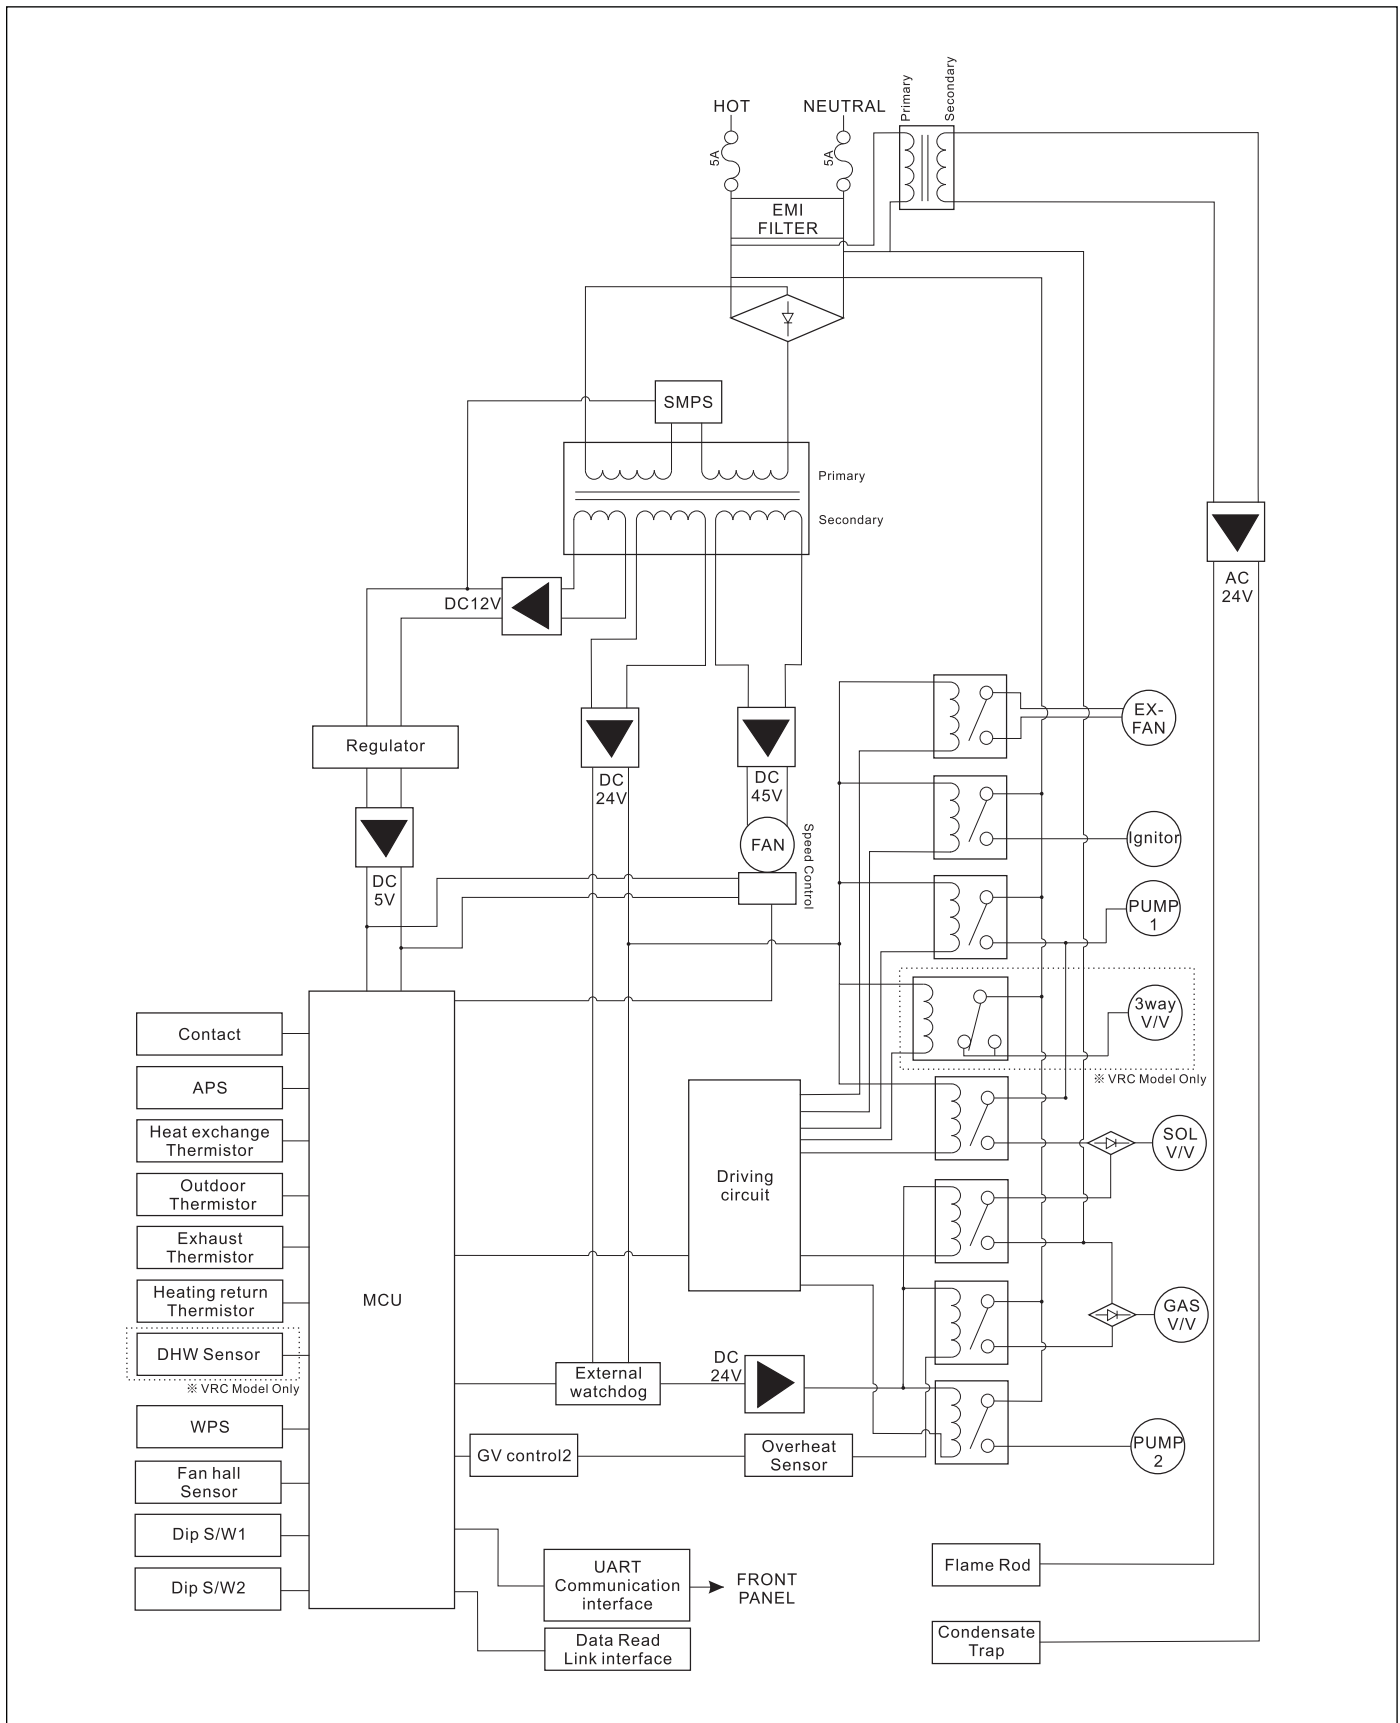 Primary
Secondary
HOT
NEUTRAL
5A
5A
EMI
FILTER
SMPS
Primary
Secondary
DC12V
AC
24V
Regulator
DC
24V
DC
45V
EX-
FAN
FAN
Speed Control
Ignitor
DC
5V
PUMP
1
3way
V/V
※ VRC Model Only
Contact
APS
Heat exchange
Thermistor
Outdoor
Thermistor
Exhaust
Thermistor
Heating return
Thermistor
DHW Sensor
※ VRC Model Only
WPS
Fan hall
Sensor
Dip S/W1
Dip S/W2
MCU
Driving
circuit
SOL
V/V
GAS
V/V
External
watchdog
DC
24V
GV control2
Overheat
Sensor
PUMP
2
UART
Communication
interface
FRONT
PANEL
Data Read
Link interface
Flame Rod
Condensate
Trap